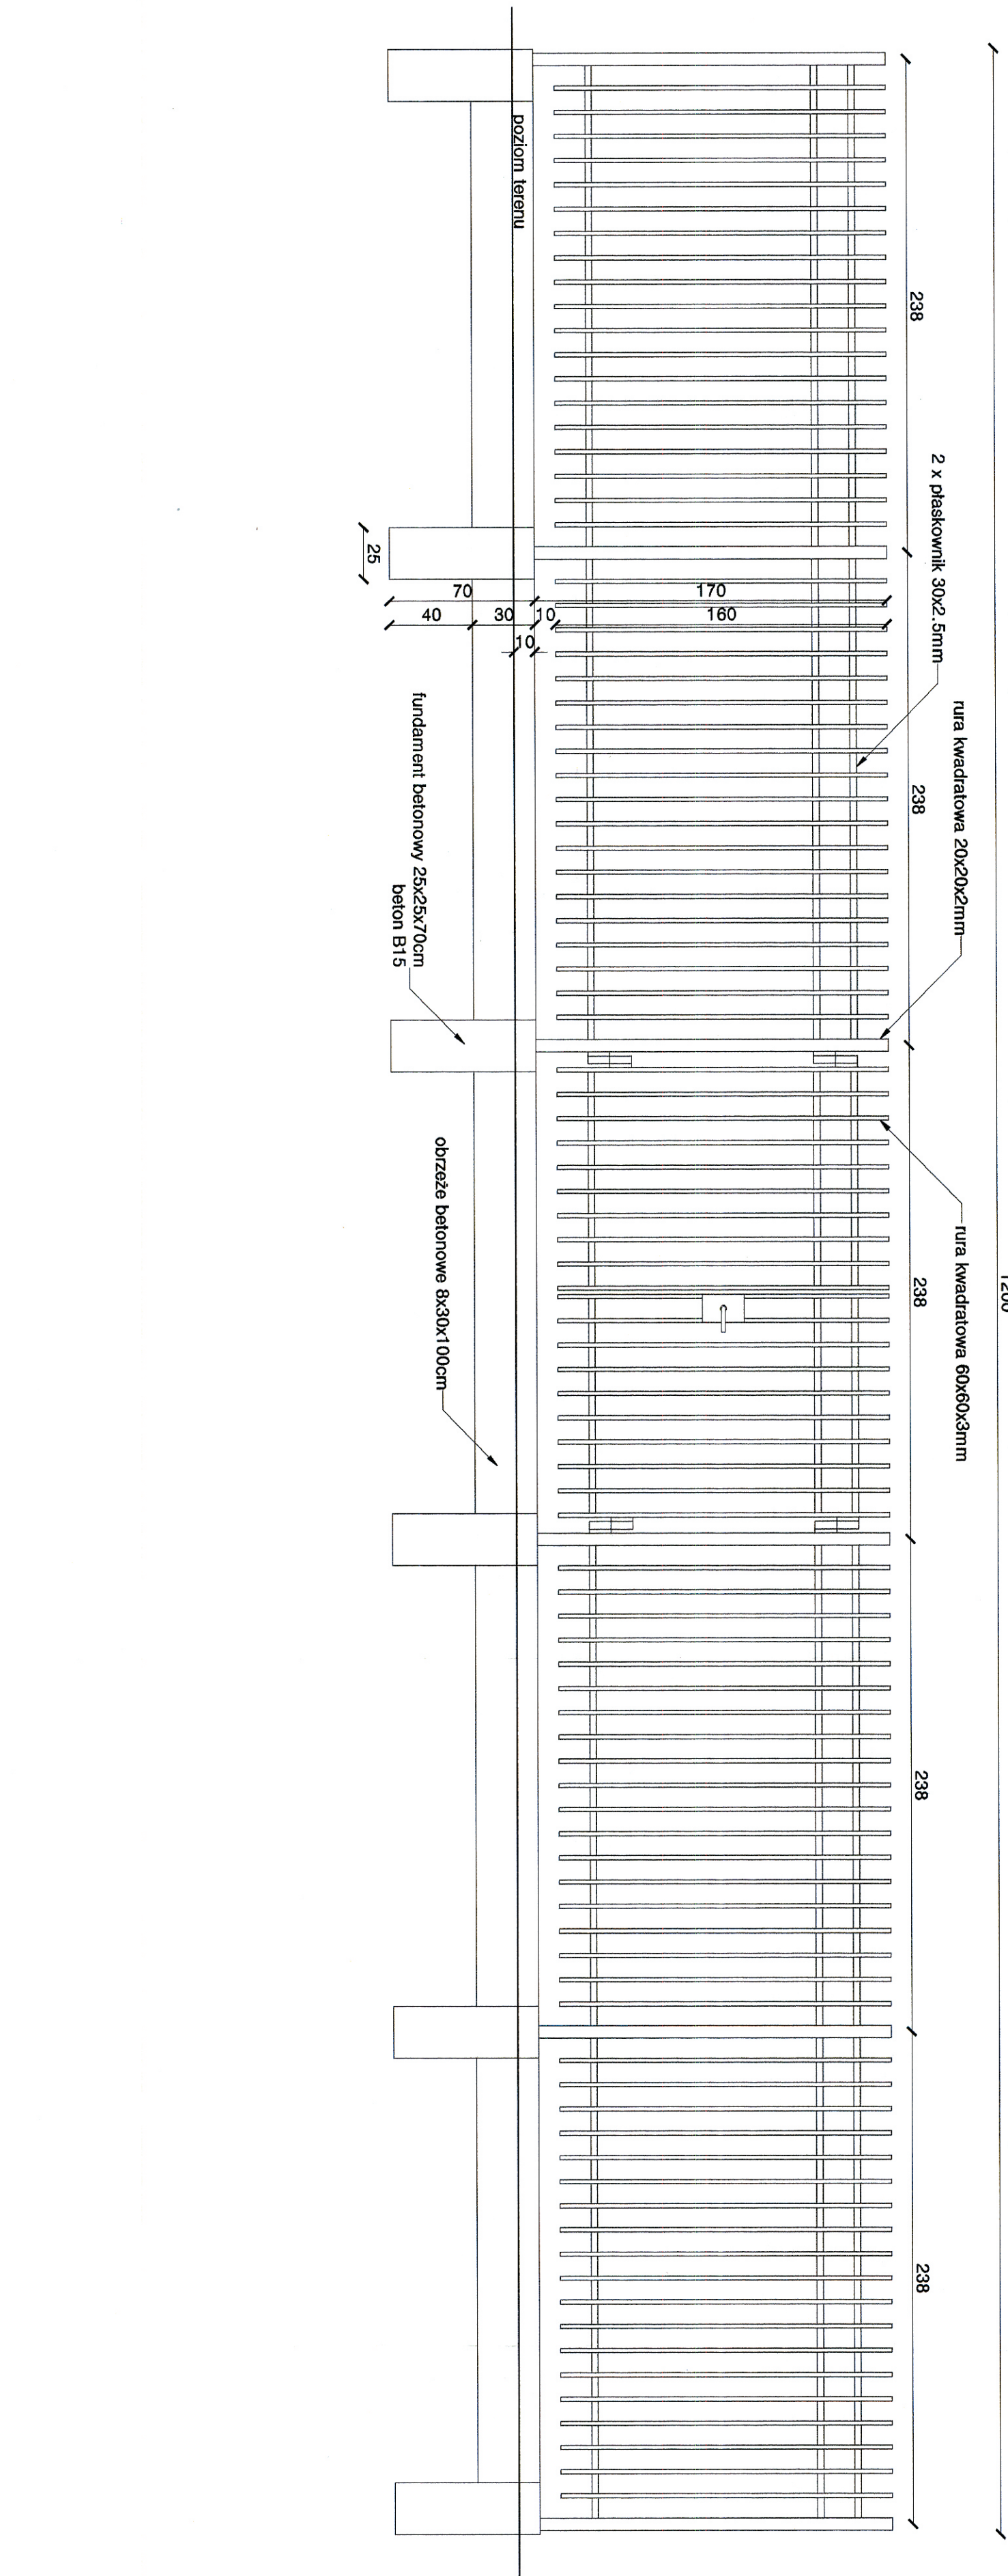 1200
rura kwadratowa 20x20x2mm
rura kwadratowa 60x60x3mm
2 x płaskownik 30x2.5mm
238
238
238
238
238
170
160
10
10
30
70
40
25
poziom terenu
obrzeże betonowe 8x30x100cm
fundament betonowy 25x25x70cm
beton B15